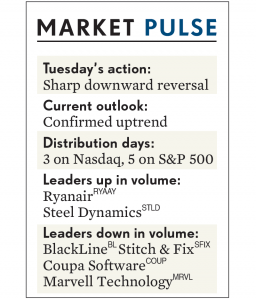 MARKET PULSE
Tuesday's action:
Sharp downward reversal
Current outlook:
Confirmed uptrend
Distribution days:
3 on Nasdaq, 5 on S&P 500
Leaders up in volume:
Ryanair RYAAY
Steel Dynamics STLD
Leaders down in volume:
BlackLine BL Stitch & Fix SFIX
Coupa Software COUP
Marvell Technology MRVL